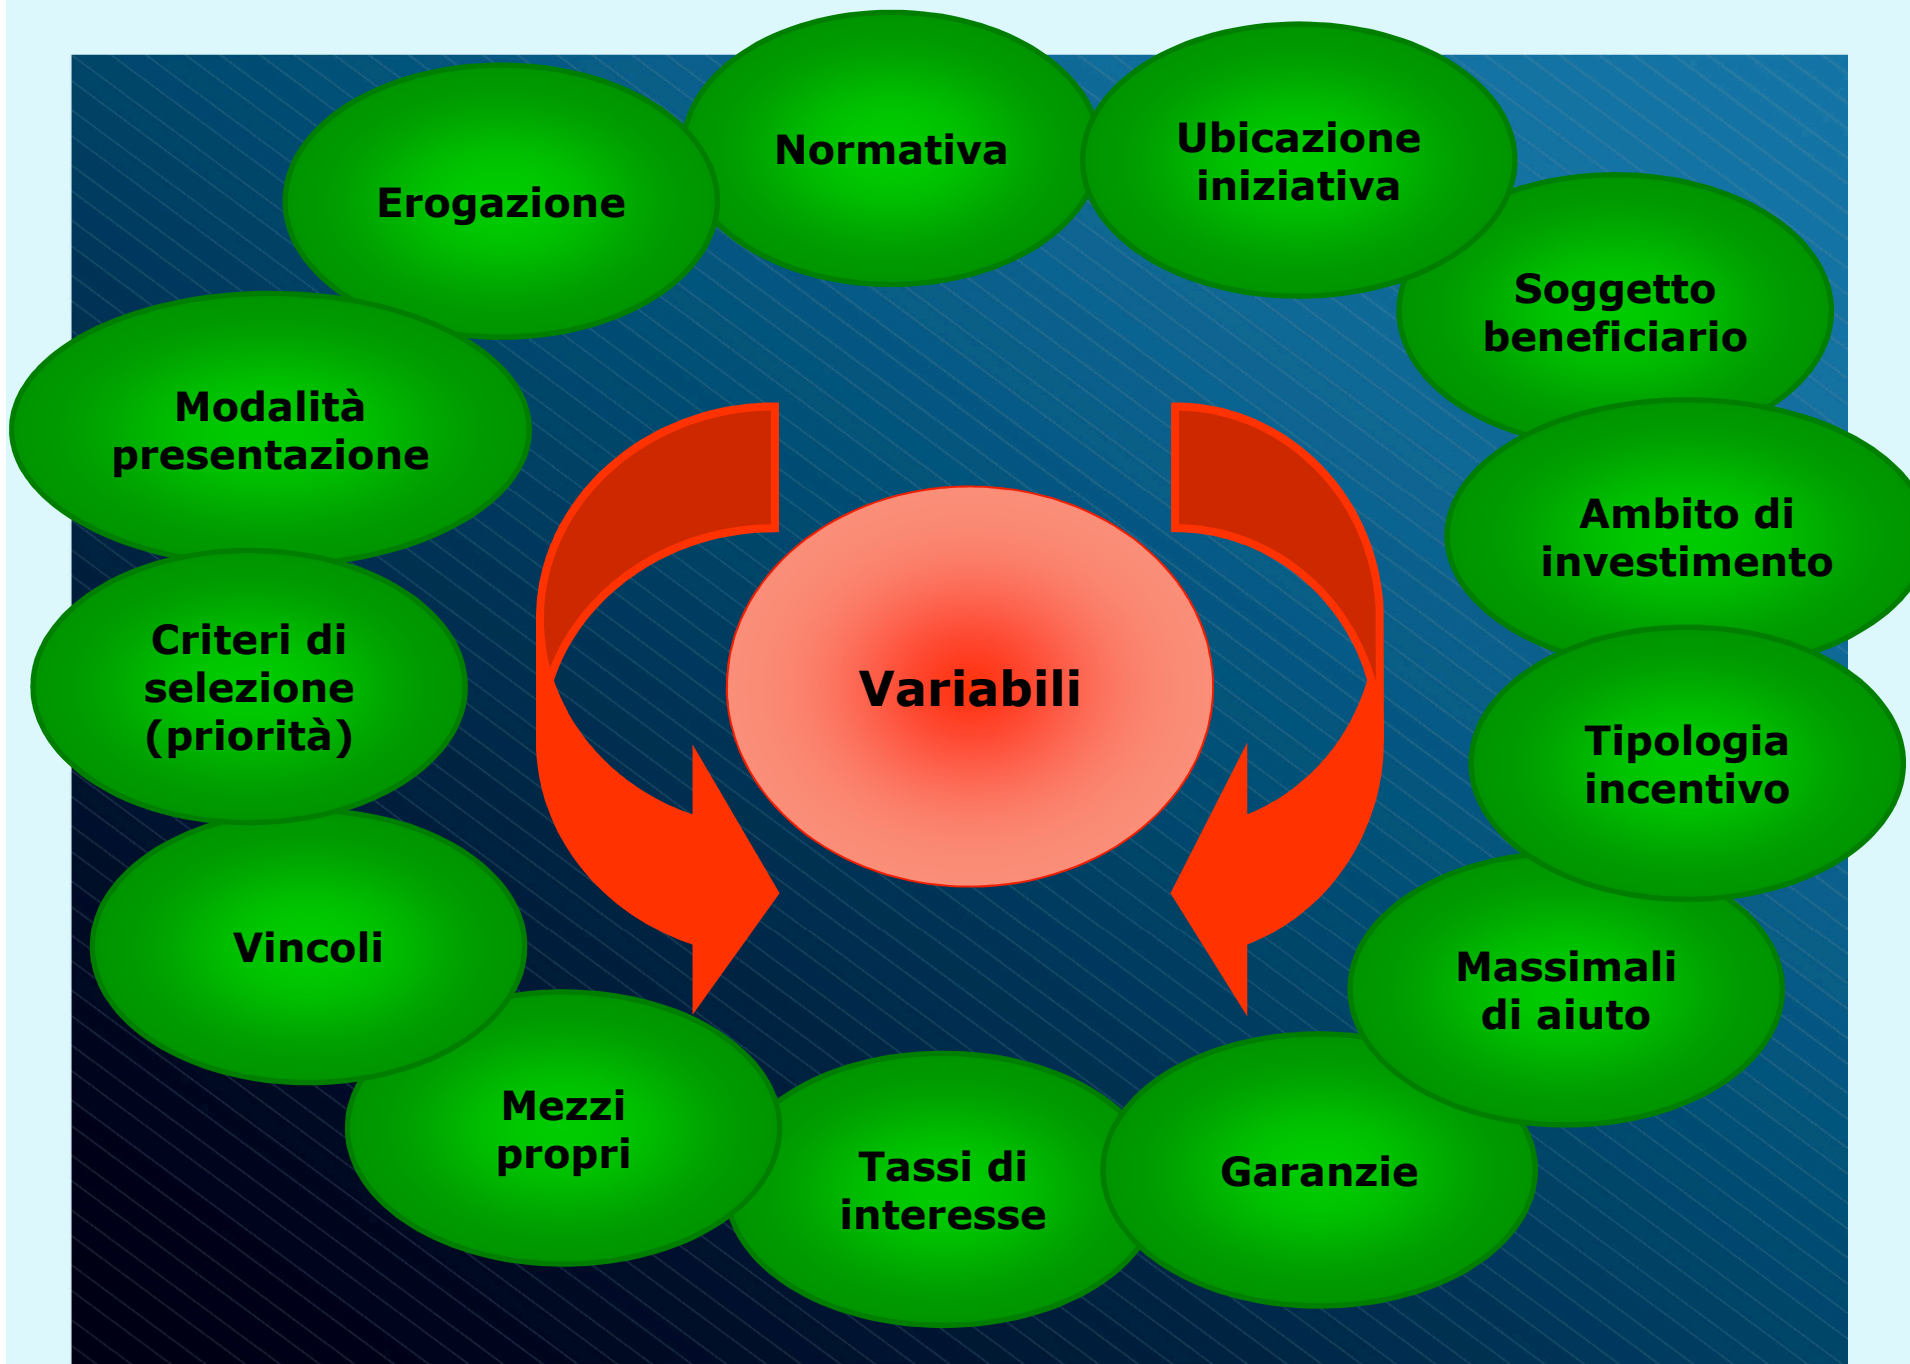 Normativa
Ubicazione
iniziativa
Soggetto
beneficiario
Ambito di
investimento
Tipologia
incentivo
Massimali
di aiuto
Garanzie
Tassi di
interesse
Mezzi
propri
Vincoli
Criteri di
selezione
(priorità)
Modalità
presentazione
Erogazione
Variabili